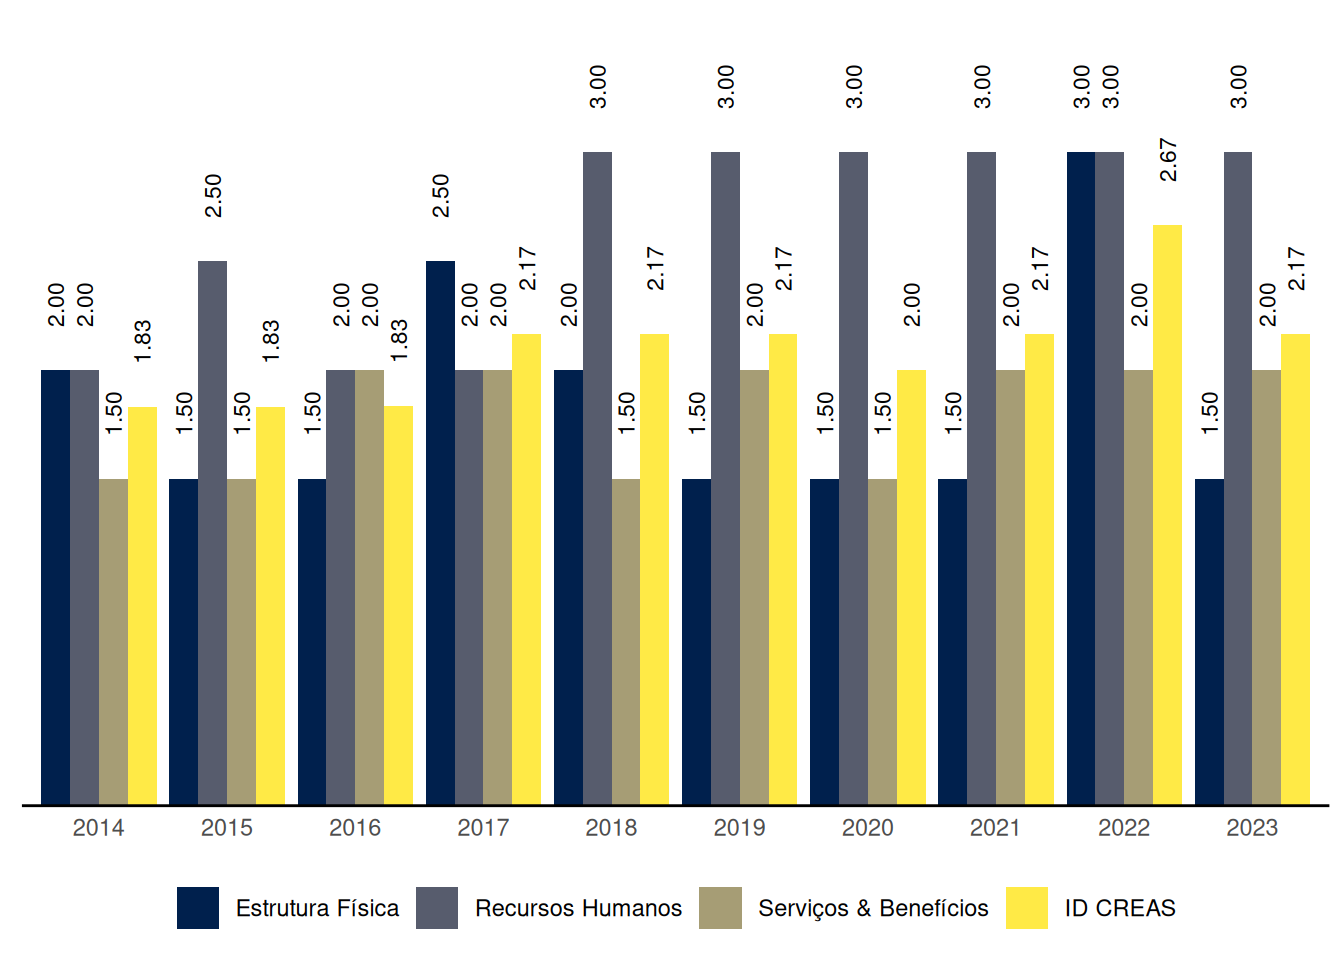 3.00 3.00 3.00 3.00 3.00 3.00 3.00
2.67
2.50 2.50
2.17 2.17 2.17 2.17 2.17
2.00 2.00 2.00 2.00 2.00 2.00 2.00 2.00 2.00 2.00 2.00 2.00
1.83 1.83 1.83
1.50 1.50 1.50 1.50 1.50 1.50 1.50 1.50 1.50 1.50
2014 2015 2016 2017 2018 2019 2020 2021 2022 2023
Estrutura Física Recursos Humanos Serviços & Benefícios ID CREAS